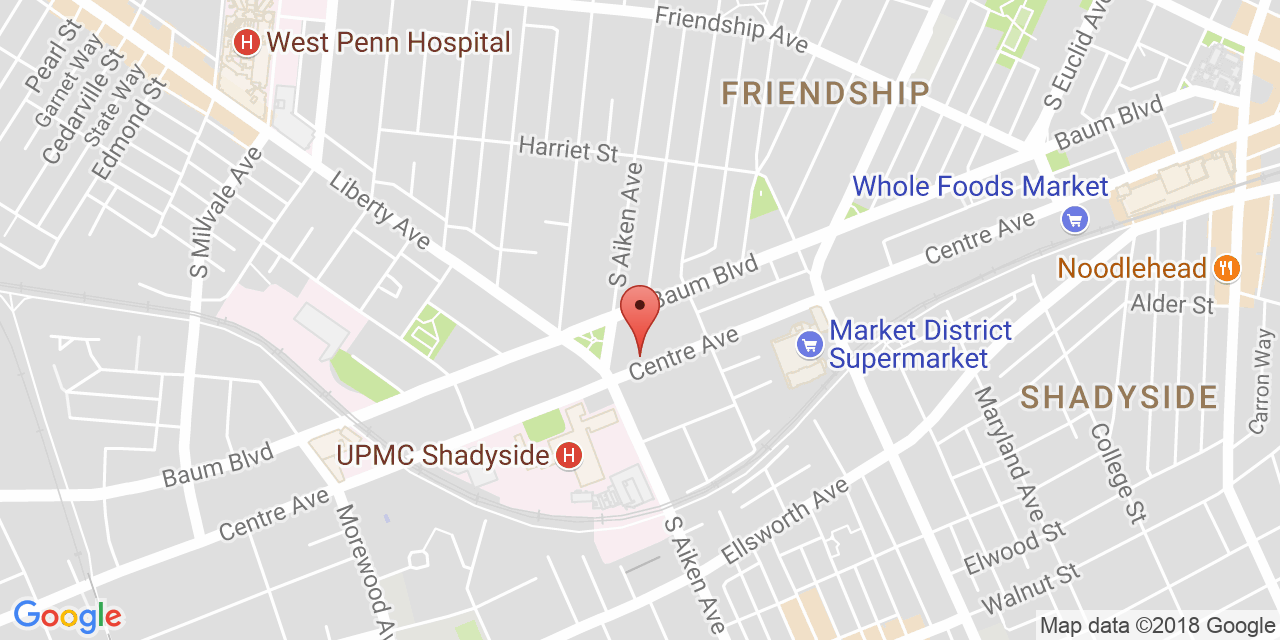 Friendship Ave
West Penn Hospital
Pearl St
Garnet Way
Cedarville St
State Way
Edmond St
S Euclid Ave
FRIENDSHIP
Baum Blvd
Harriet St
Liberty Ave
S Millvale Ave
S Aiken Ave
Whole Foods Market
Centre Ave
Baum Blvd
Noodlehead
Alder St
Market District
Supermarket
Centre Ave
SHADYSIDE
Carron Way
Maryland Ave
College St
UPMC Shadyside
Baum Blvd
Centre Ave
Morewood Av
S Aiken Ave
Ellsworth Ave
Elwood St
Walnut St
Google
Map data ©2018 Google
H
H